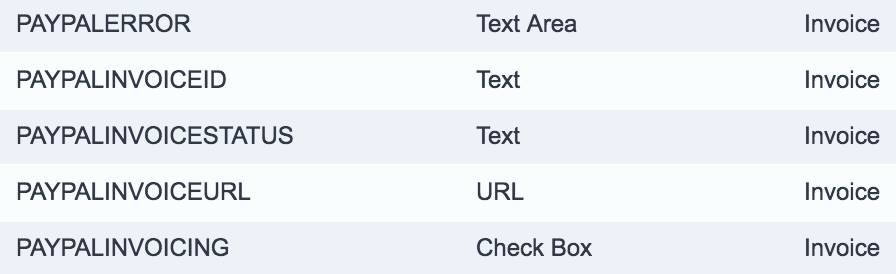 PAYPALERROR Text Area Invoice
PAYPALINVOICEID Text Invoice
PAYPALINVOICESTATUS Text Invoice
PAYPALINVOICEURL URL Invoice
PAYPALINVOICING Check Box Invoice